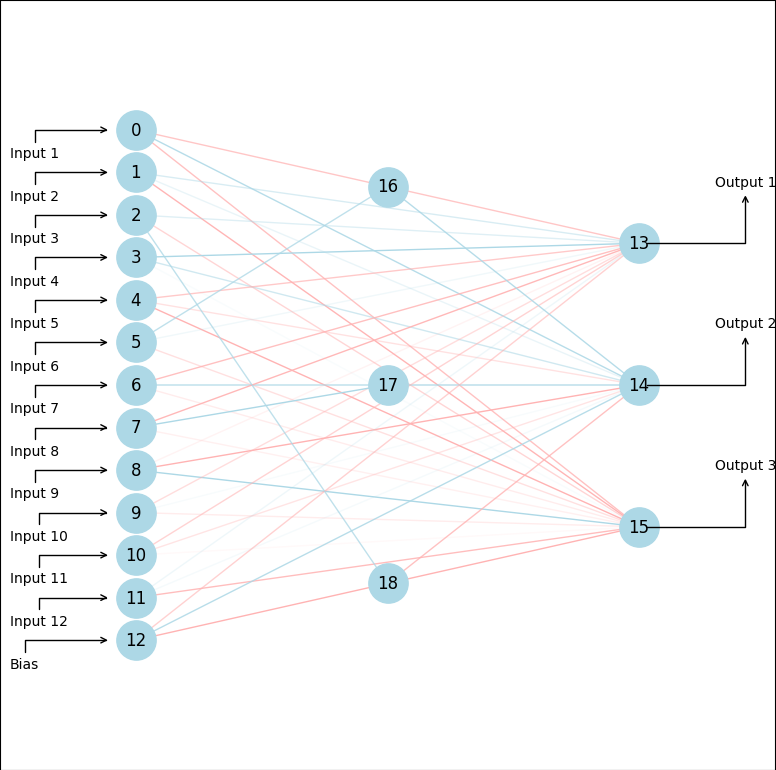 0
Input 1
1
Input 2
2
Input 3
3
Input 4
4
Input 5
5
Input 6
6
Input 7
7
Input 8
8
Input 9
9
Input 10
10
Input 11
11
Input 12
12
Bias
16
17
18
Output 1
13
Output 2
14
Output 3
15